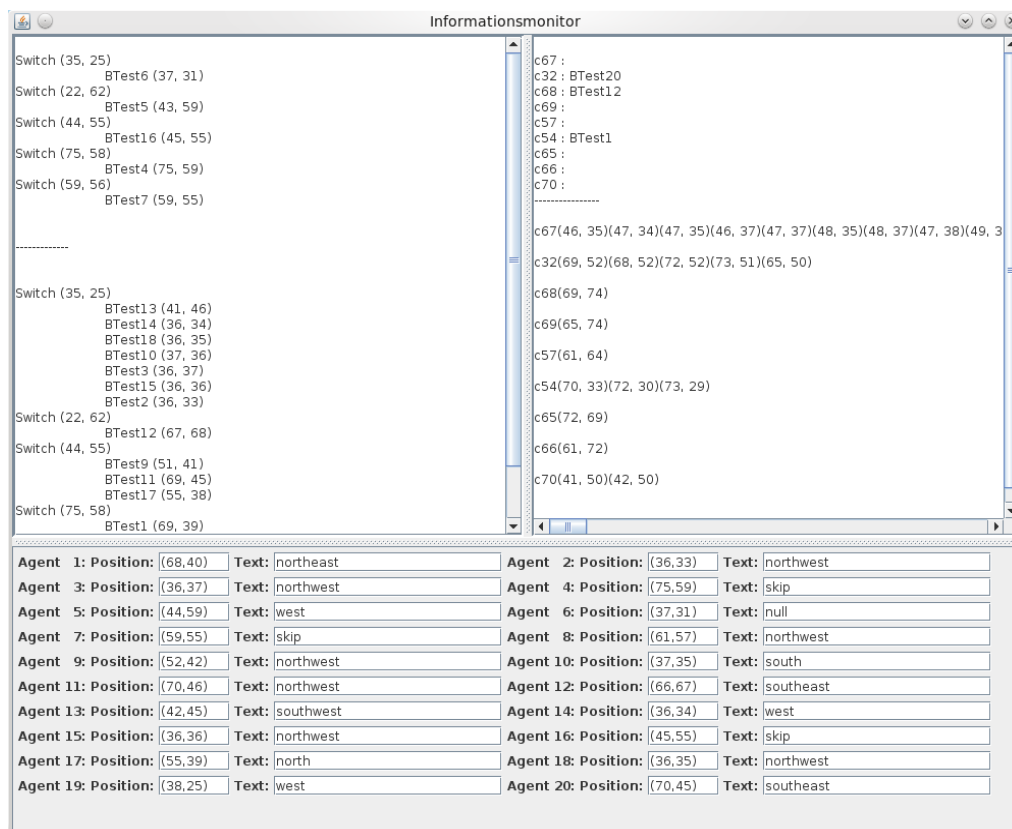 Informationsmonitor
Switch (35, 25)
BTest6 (37, 31)
Switch (22, 62)
BTest5 (43, 59)
Switch (44, 55)
BTest16 (45, 55)
Switch (75, 58)
BTest4 (75, 59)
Switch (59, 56)
BTest7 (59, 55)
-------------
Switch (35, 25)
BTest13 (41, 46)
BTest14 (36, 34)
BTest18 (36, 35)
BTest10 (37, 36)
BTest3 (36, 37)
BTest15 (36, 36)
BTest2 (36, 33)
Switch (22, 62)
BTest12 (67, 68)
Switch (44, 55)
BTest9 (51, 41)
BTest11 (69, 45)
BTest17 (55, 38)
Switch (75, 58)
BTest1 (69, 39)
c67 :
c32 : BTest20
c68 : BTest12
c69 :
c57 :
c54 : BTest1
c65 :
c66 :
c70 :
----------------
c67(46, 35)(47, 34)(47, 35)(46, 37)(47, 37)(48, 35)(48, 37)(47, 38)(49, 3
c32(69, 52)(68, 52)(72, 52)(73, 51)(65, 50)
c68(69, 74)
c69(65, 74)
c57(61, 64)
c54(70, 33)(72, 30)(73, 29)
c65(72, 69)
c66(61, 72)
c70(41, 50)(42, 50)
Agent 1: Position: (68,40) Text: northeast Agent 2: Position: (36,33) Text: northwest
Agent 3: Position: (36,37) Text: northwest Agent 4: Position: (75,59) Text: skip
Agent 5: Position: (44,59) Text: west Agent 6: Position: (37,31) Text: null
Agent 7: Position: (59,55) Text: skip Agent 8: Position: (61,57) Text: northwest
Agent 9: Position: (52,42) Text: northwest Agent 10: Position: (37,35) Text: south
Agent 11: Position: (70,46) Text: northwest Agent 12: Position: (66,67) Text: southeast
Agent 13: Position: (42,45) Text: southwest Agent 14: Position: (36,34) Text: west
Agent 15: Position: (36,36) Text: northwest Agent 16: Position: (45,55) Text: skip
Agent 17: Position: (55,39) Text: north Agent 18: Position: (36,35) Text: northwest
Agent 19: Position: (38,25) Text: west Agent 20: Position: (70,45) Text: southeast